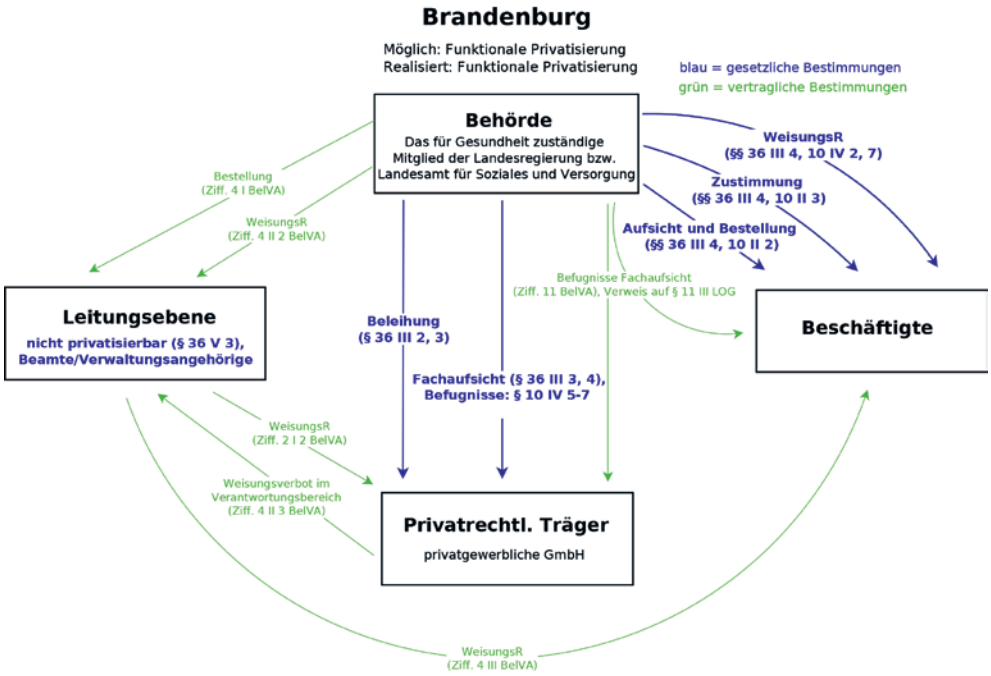 Brandenburg
Möglich: Funktionale Privatisierung
Realisiert: Funktionale Privatisierung
blau = gesetzliche Bestimmungen
grün = vertragliche Bestimmungen
Behörde
Das für Gesundheit zuständige
Mitglied der Landesregierung bzw.
Landesamt für Soziales und Versorgung
WeisungsR
(§§ 36 III 4, 10 IV 2, 7)
Zustimmung
(§§ 36 III 4, 10 II 3)
Aufsicht und Bestellung
(§§ 36 III 4, 10 II 2)
Bestellung
(Ziff. 4 I BelVA)
WeisungsR
(Ziff. 4 II 2 BelVA)
Befugnisse Fachaufsicht
(Ziff. 11 BelVA), Verweis auf § 11 III LOG
Leitungsebene
nicht privatisierbar (§ 36 V 3),
Beamte/Verwaltungsangehörige
Beleihung
(§ 36 III 2, 3)
Beschäftigte
Fachaufsicht (§ 36 III 3, 4),
Befugnisse: § 10 IV 5-7
WeisungsR
(Ziff. 2 I 2 BelVA)
Weisungsverbot im
Verantwortungsbereich
(Ziff. 4 II 3 BelVA)
Privatrechtl. Träger
privatgewerbliche GmbH
WeisungsR
(Ziff. 4 III BelVA)